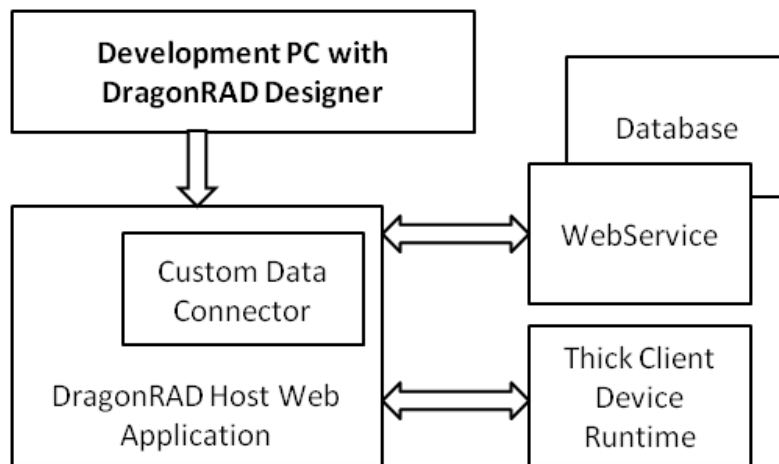 Development PC with
DragonRAD Designer
Database
WebService
Custom Data
Connector
DragonRAD Host Web
Application
Thick Client
Device
Runtime